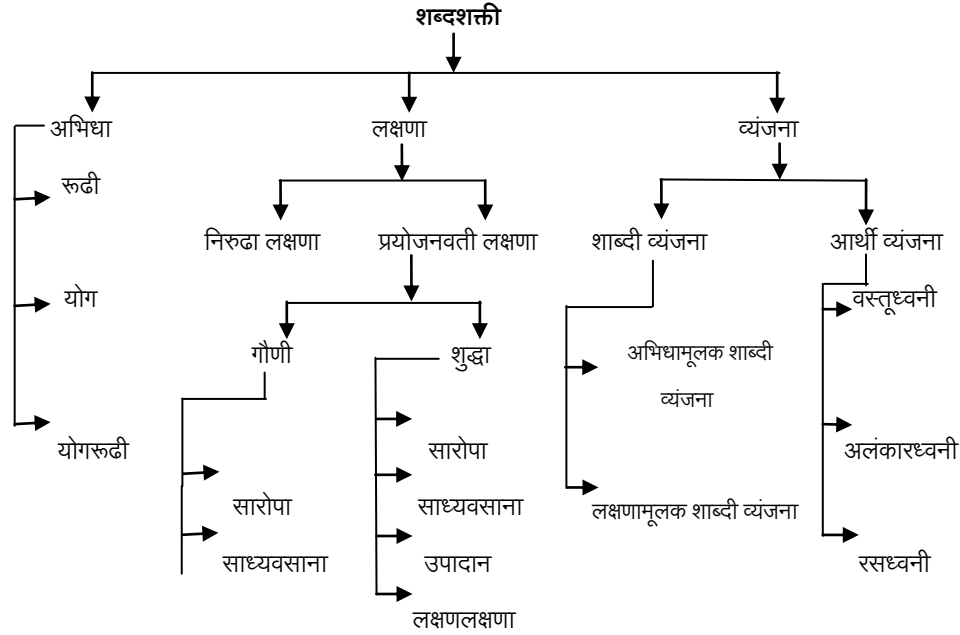 शब्दशक्ती
अभिधा
लक्षणा
व्यंजना
रूढी
निरुढा लक्षणा
प्रयोजनवती लक्षणा
शाब्दी व्यंजना
आर्थी व्यंजना
योग
वस्तूध्वनी
गौणी
शुद्धा
अभिधामूलक शाब्दी
व्यंजना
योगरूढी
सारोपा
अलंकारध्वनी
सारोपा
साध्यवसाना
लक्षणामूलक शाब्दी व्यंजना
साध्यवसाना
उपादान
रसध्वनी
लक्षणलक्षणा